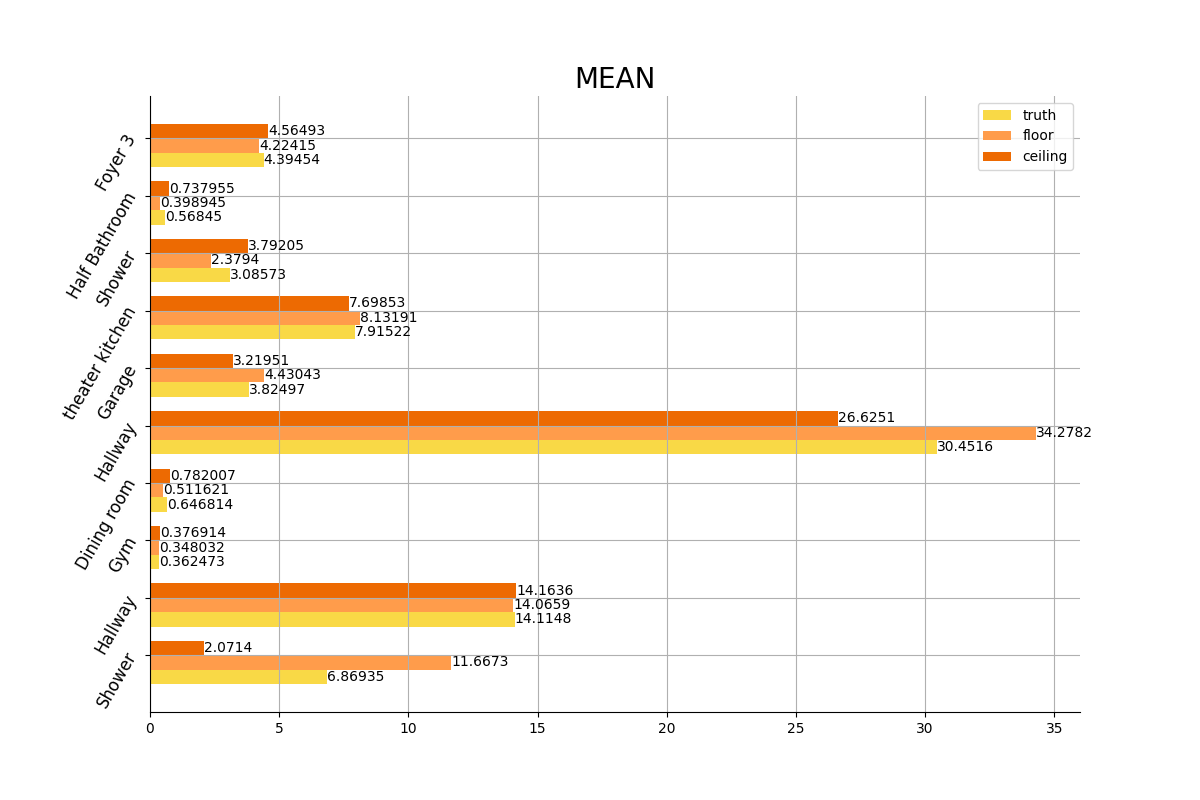 MEAN
truth
floor
ceiling
Foyer 3
4.56493
4.22415
4.39454
Half Bathroom
0.737955
0.398945
0.56845
Shower
3.79205
2.3794
3.08573
theater kitchen
7.69853
8.13191
7.91522
Garage
3.21951
4.43043
3.82497
Hallway
26.6251
34.2782
30.4516
Dining room
0.782007
0.511621
0.646814
Gym
0.376914
0.348032
0.362473
Hallway
14.1636
14.0659
14.1148
Shower
2.0714
11.6673
6.86935
0 5 10 15 20 25 30 35